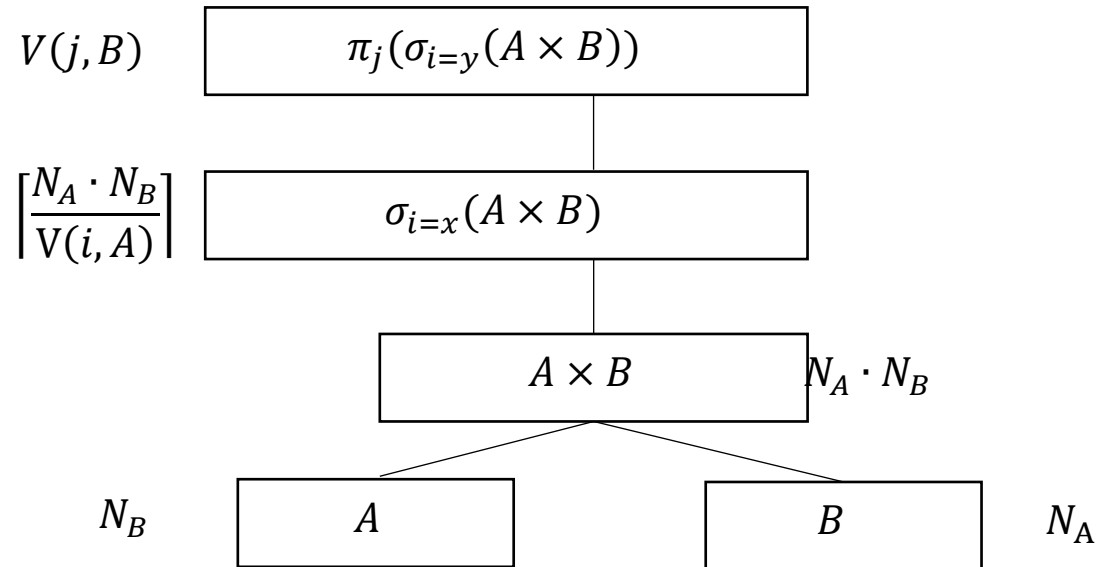 V(j, B) π_j(σ_{i=y}(A × B))
⌈N_A · N_B / V(i, A)⌉ σ_{i=x}(A × B)
A × B N_A · N_B
N_B A B N_A